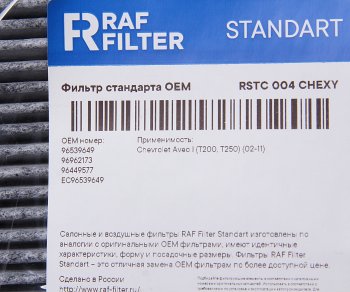 RAF
FILTER
STANDART
Фильтр стандарта OEM
RSTC 004 CHEXY
OEM номер:
96539649
96962173
96449577
EC96539649
Применимость:
Chevrolet Aveo I (T200, T250) (02-11)
Салонные и воздушные фильтры RAF Filter Standart изготовлены по
аналогии с оригинальными OEM фильтрами, имеют идентичные
характеристики, форму и посадочные размеры. Фильтры RAF Filter
Standart – это отличная замена OEM фильтрам по более доступной цене.
Сделано в России
http://www.raf-filter.ru/